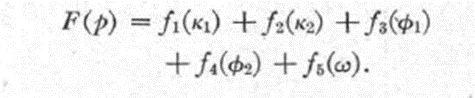 F(p) = f₁(κ₁) + f₂(κ₂) + f₃(ϕ₁)
+ f₄(ϕ₂) + f₅(ω).